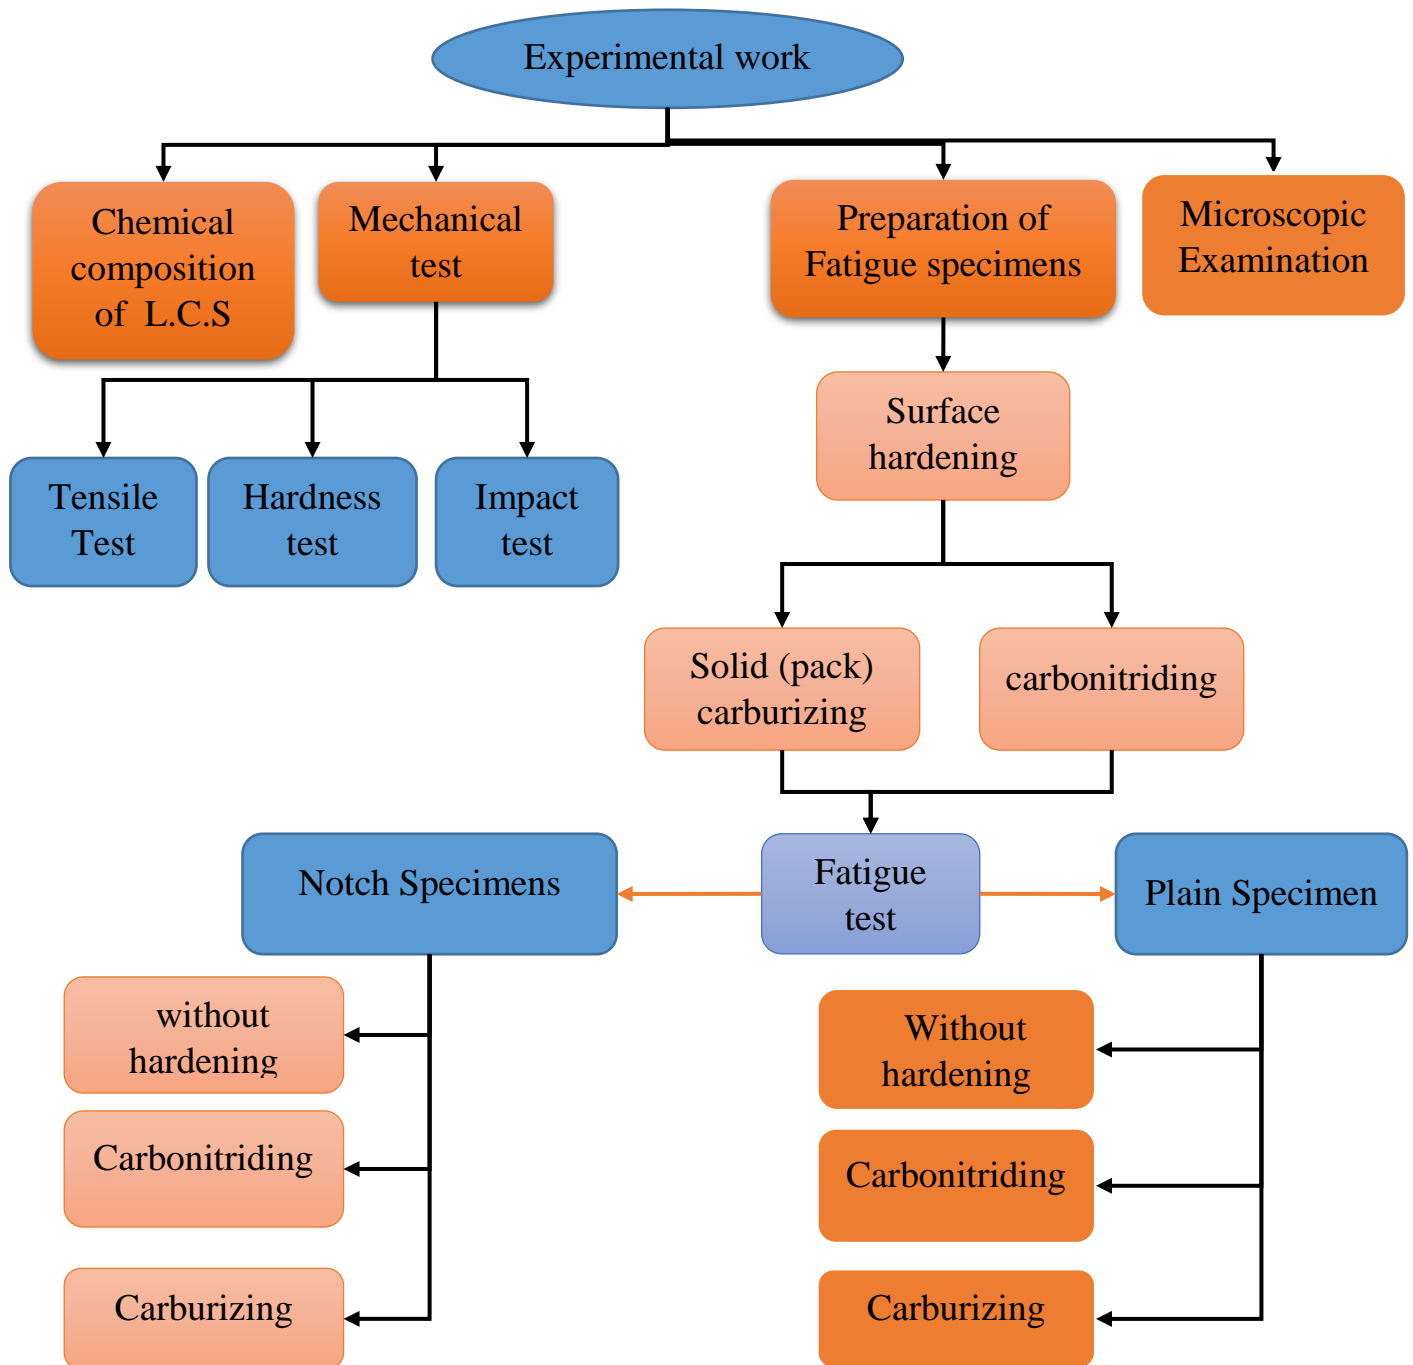 Experimental work
Chemical
composition
of L.C.S
Mechanical
test
Preparation of
Fatigue specimens
Microscopic
Examination
Surface
hardening
Tensile
Test
Hardness
test
Impact
test
Solid (pack)
carburizing
carbonitriding
Notch Specimens
Fatigue
test
Plain Specimen
without
hardening
Carbonitriding
Carburizing
Without
hardening
Carbonitriding
Carburizing